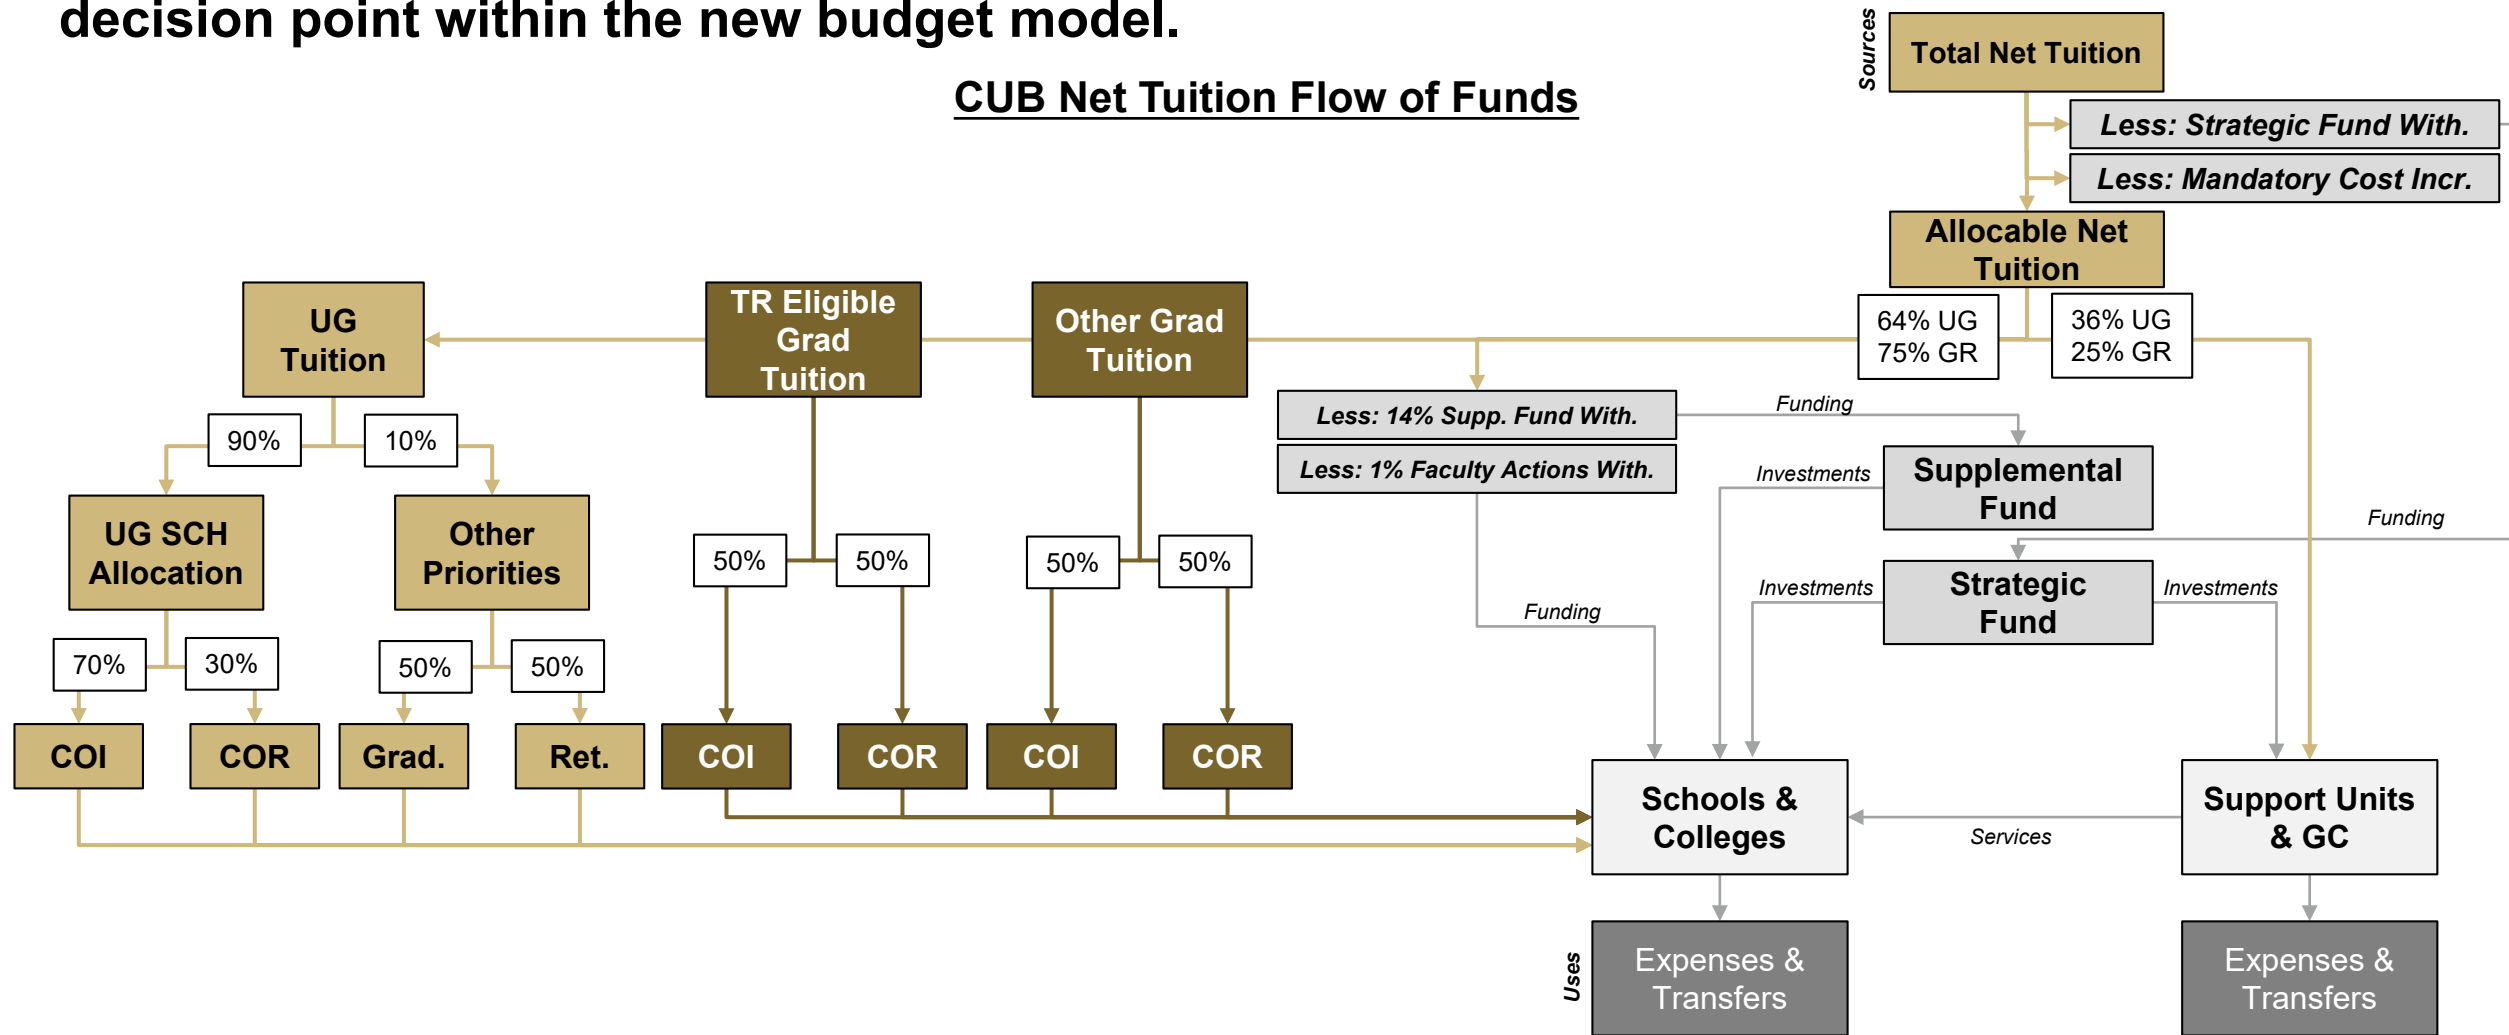 decision point within the new budget model.
CUB Net Tuition Flow of Funds
Sources
Total Net Tuition
Less: Strategic Fund With.
Less: Mandatory Cost Incr.
Allocable Net
Tuition
64% UG
75% GR
36% UG
25% GR
UG
Tuition
TR Eligible
Grad
Tuition
Other Grad
Tuition
Less: 14% Supp. Fund With.
Less: 1% Faculty Actions With.
Funding
90%
10%
Investments
Supplemental
Fund
Funding
UG SCH
Allocation
Other
Priorities
50%
50%
50%
50%
Investments
Strategic
Fund
Investments
Funding
70%
30%
50%
50%
COI
COR
Grad.
Ret.
COI
COR
COI
COR
Schools &
Colleges
Services
Support Units
& GC
Uses
Expenses &
Transfers
Expenses &
Transfers